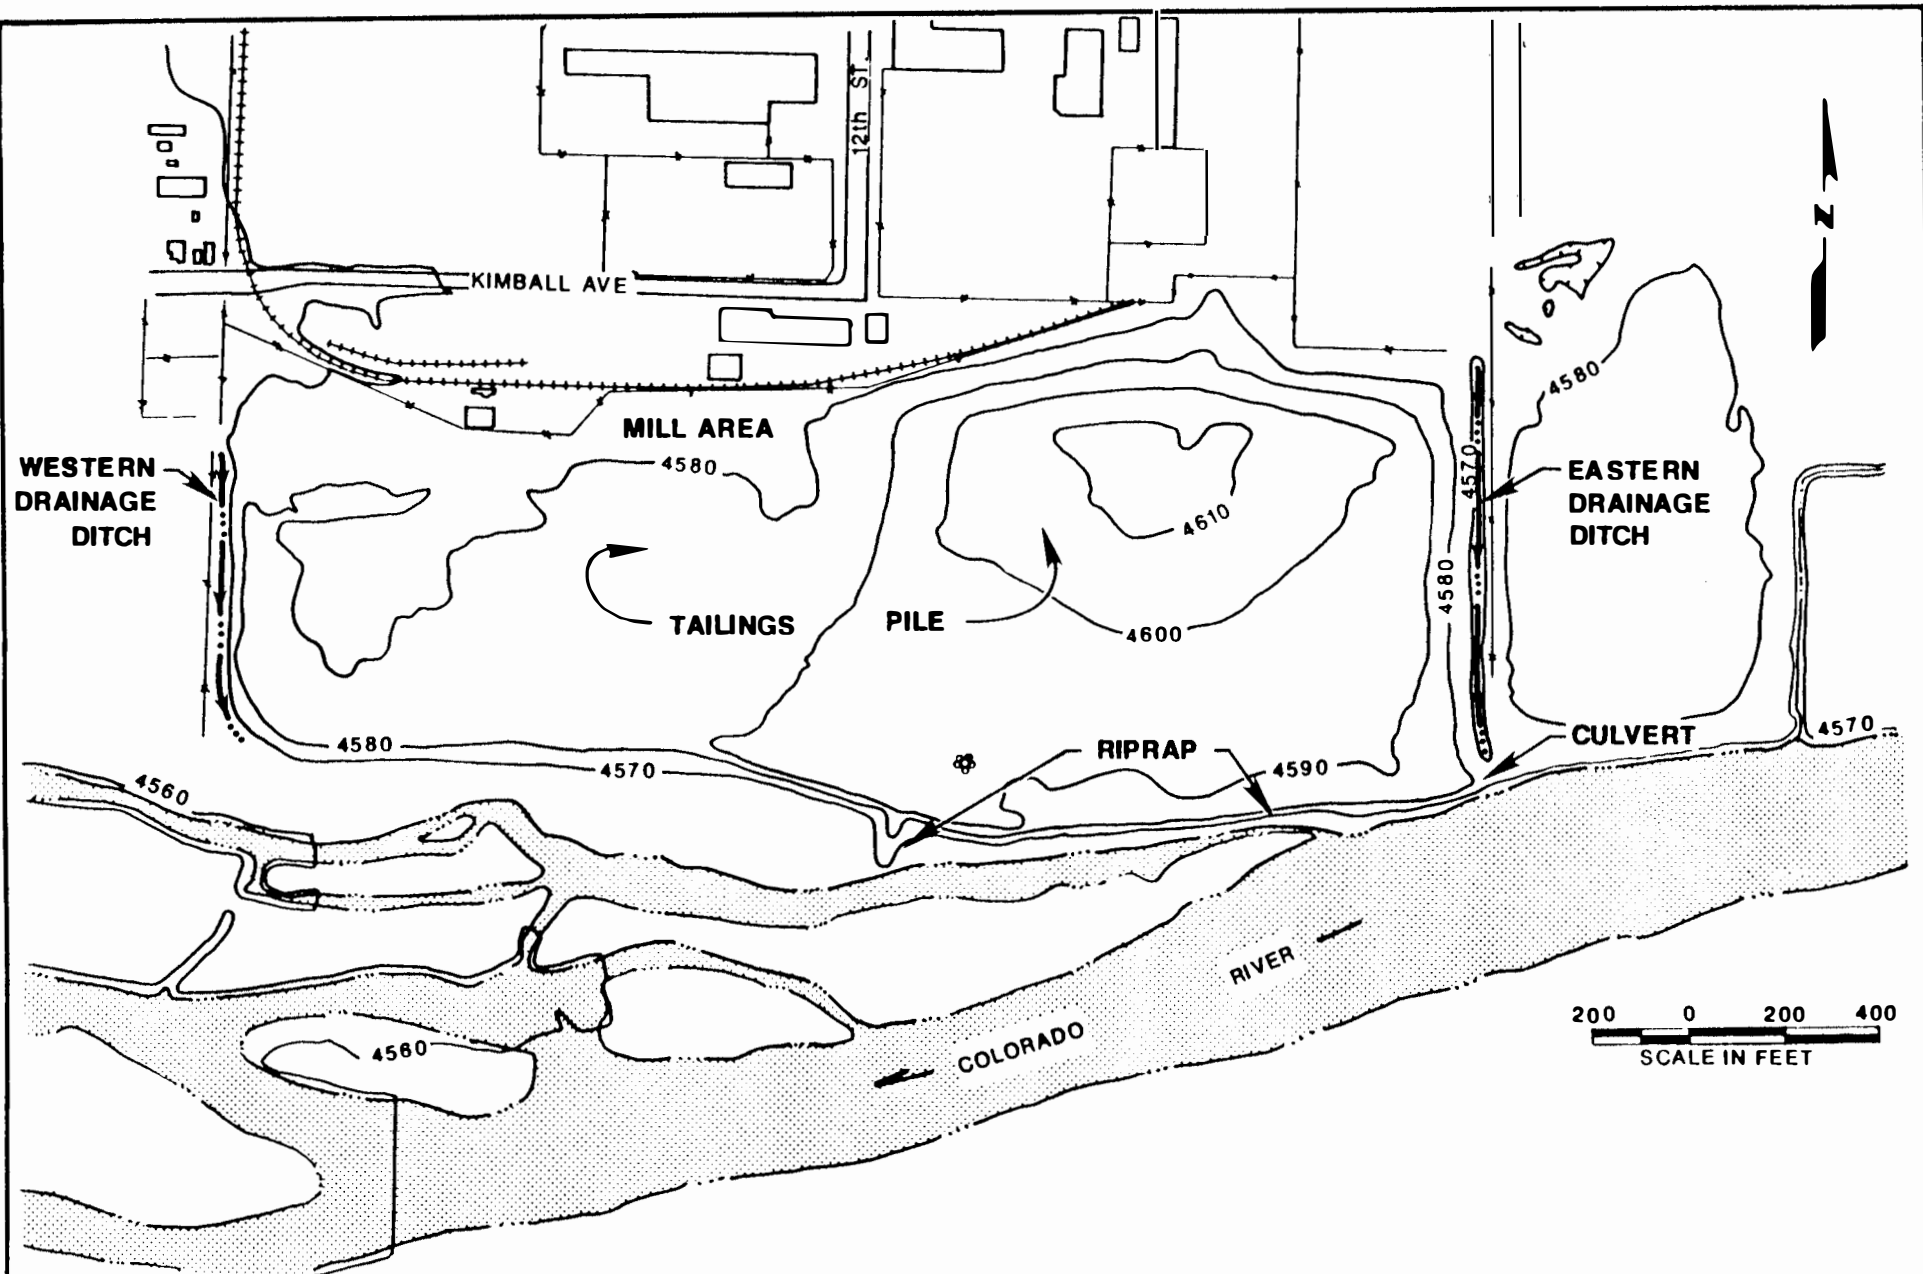 12th ST.
N
KIMBALL AVE
4580
MILL AREA
4580
WESTERN
DRAINAGE
DITCH
4570
EASTERN
DRAINAGE
DITCH
4610
4580
TAILINGS
PILE
4600
4580
4570
RIPRAP
4590
CULVERT
4570
4560
RIVER
COLORADO
4560
200 0 200 400
SCALE IN FEET